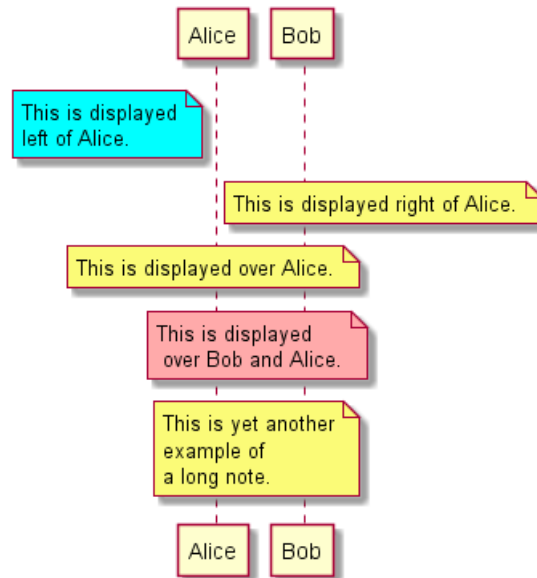 Alice
Bob
This is displayed
left of Alice.
This is displayed right of Alice.
This is displayed over Alice.
This is displayed
over Bob and Alice.
This is yet another
example of
a long note.
Alice
Bob